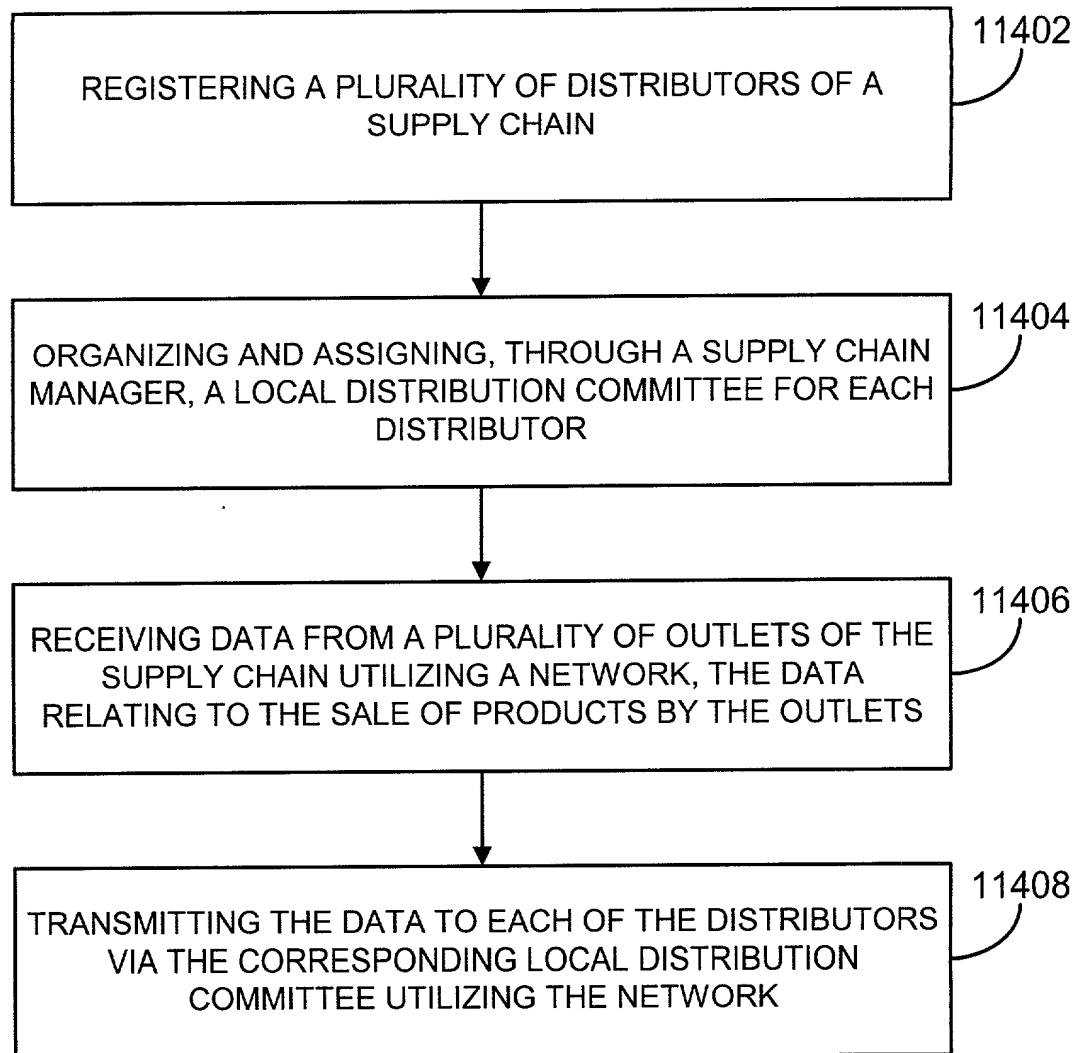 11402
REGISTERING A PLURALITY OF DISTRIBUTORS OF A
SUPPLY CHAIN
11404
ORGANIZING AND ASSIGNING, THROUGH A SUPPLY CHAIN
MANAGER, A LOCAL DISTRIBUTION COMMITTEE FOR EACH
DISTRIBUTOR
11406
RECEIVING DATA FROM A PLURALITY OF OUTLETS OF THE
SUPPLY CHAIN UTILIZING A NETWORK, THE DATA
RELATING TO THE SALE OF PRODUCTS BY THE OUTLETS
11408
TRANSMITTING THE DATA TO EACH OF THE DISTRIBUTORS
VIA THE CORRESPONDING LOCAL DISTRIBUTION
COMMITTEE UTILIZING THE NETWORK